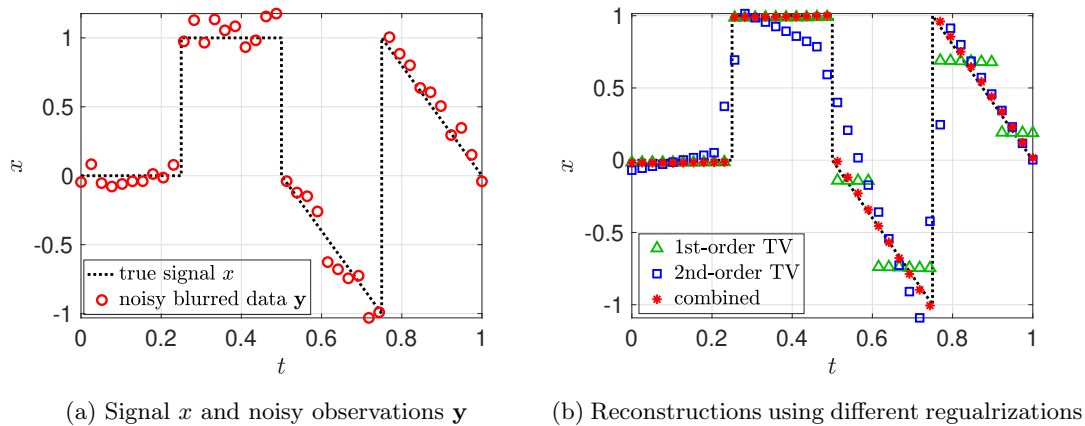 1
0.5
0
-0.5
-1
x
0 0.2 0.4 0.6 0.8 1
t
true signal x
noisy blurred data y
(a) Signal x and noisy observations y
1
0.5
0
-0.5
-1
x
0 0.2 0.4 0.6 0.8 1
t
1st-order TV
2nd-order TV
combined
(b) Reconstructions using different regualrizations